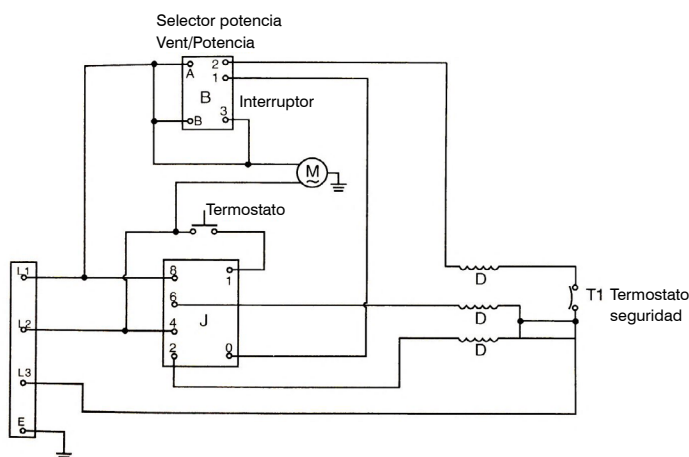 Selector potencia
Vent/Potencia
A
2
1
B
Interruptor
B
3
M
~
Termostato
L1
8
1
D
T1 Termostato
seguridad
6
D
L2
4
J
2
0
D
L3
E